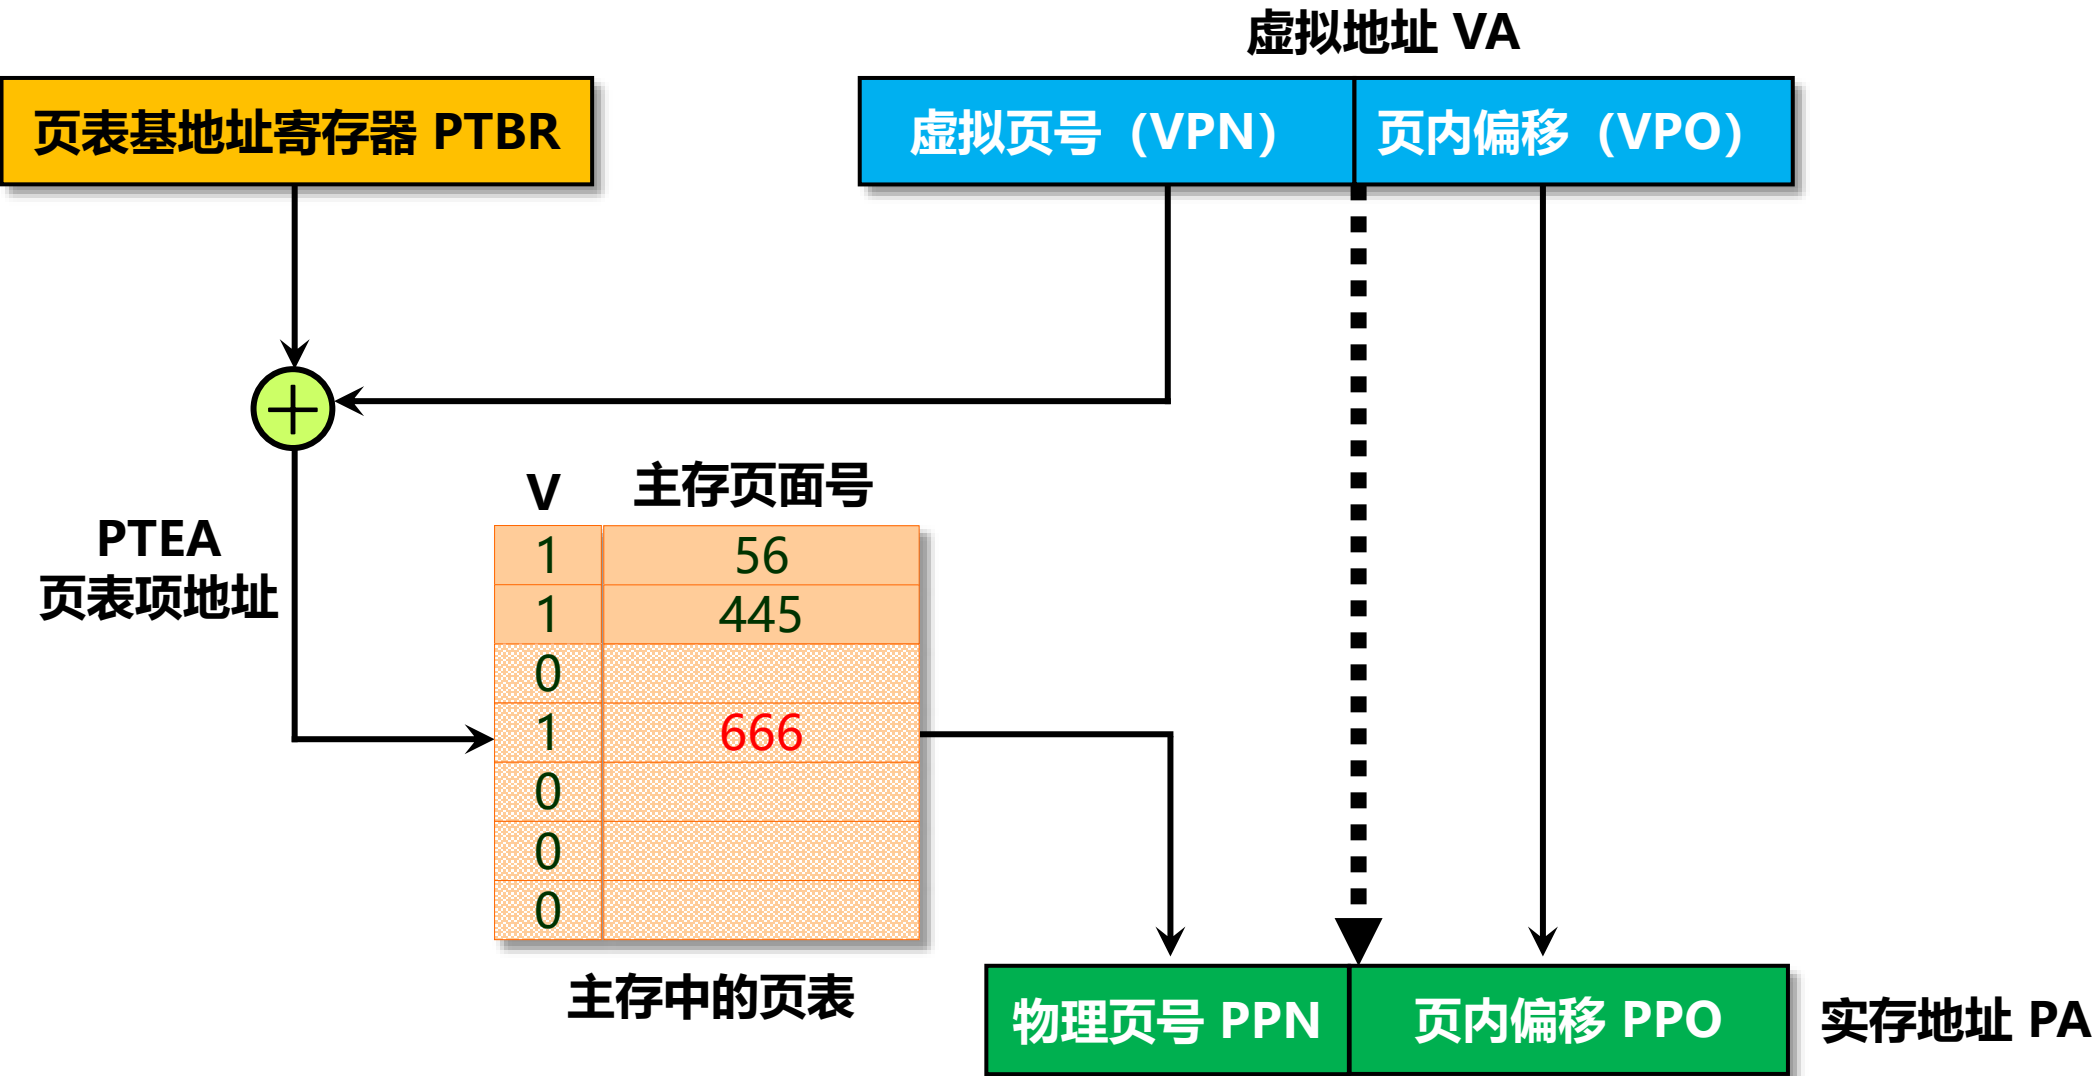 虚拟地址 VA
页表基地址寄存器 PTBR
虚拟页号（VPN）
页内偏移（VPO）
V
主存页面号
PTEA
页表项地址
1
56
1
445
0
1
666
0
0
0
主存中的页表
物理页号 PPN
页内偏移 PPO
实存地址 PA